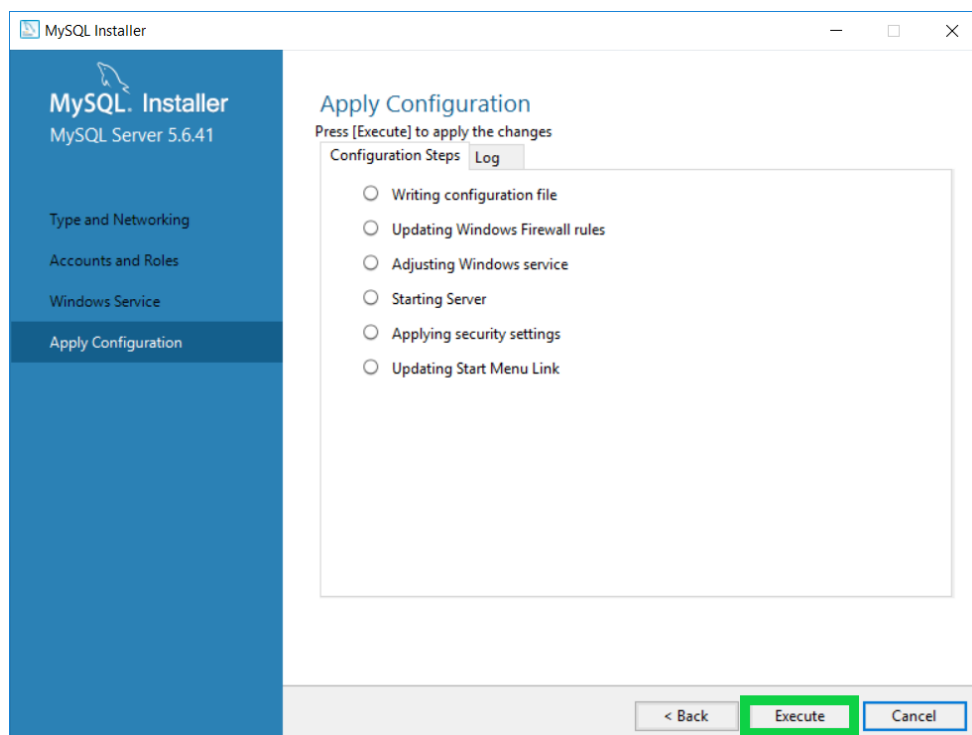 MySQL Installer
MySQL. Installer
MySQL Server 5.6.41
Type and Networking
Accounts and Roles
Windows Service
Apply Configuration
Apply Configuration
Press [Execute] to apply the changes
Configuration Steps Log
Writing configuration file
Updating Windows Firewall rules
Adjusting Windows service
Starting Server
Applying security settings
Updating Start Menu Link
< Back Execute Cancel